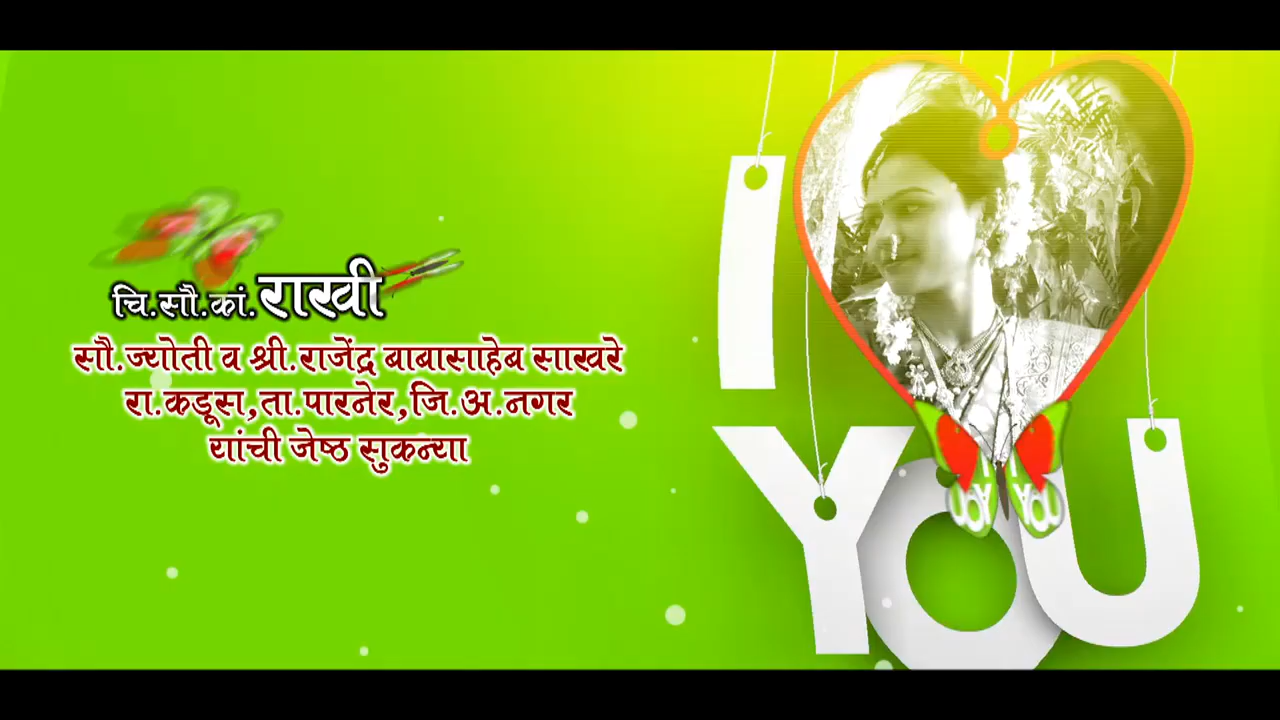 चि.सौ.कां. राखी
सौ.ज्योती व श्री.राजेंद्र बाबासाहेब साखरे
रा.कडूस,ता.पारनेर,जि.अ.नगर
यांची जेष्ठ सुकन्या
I
YOU